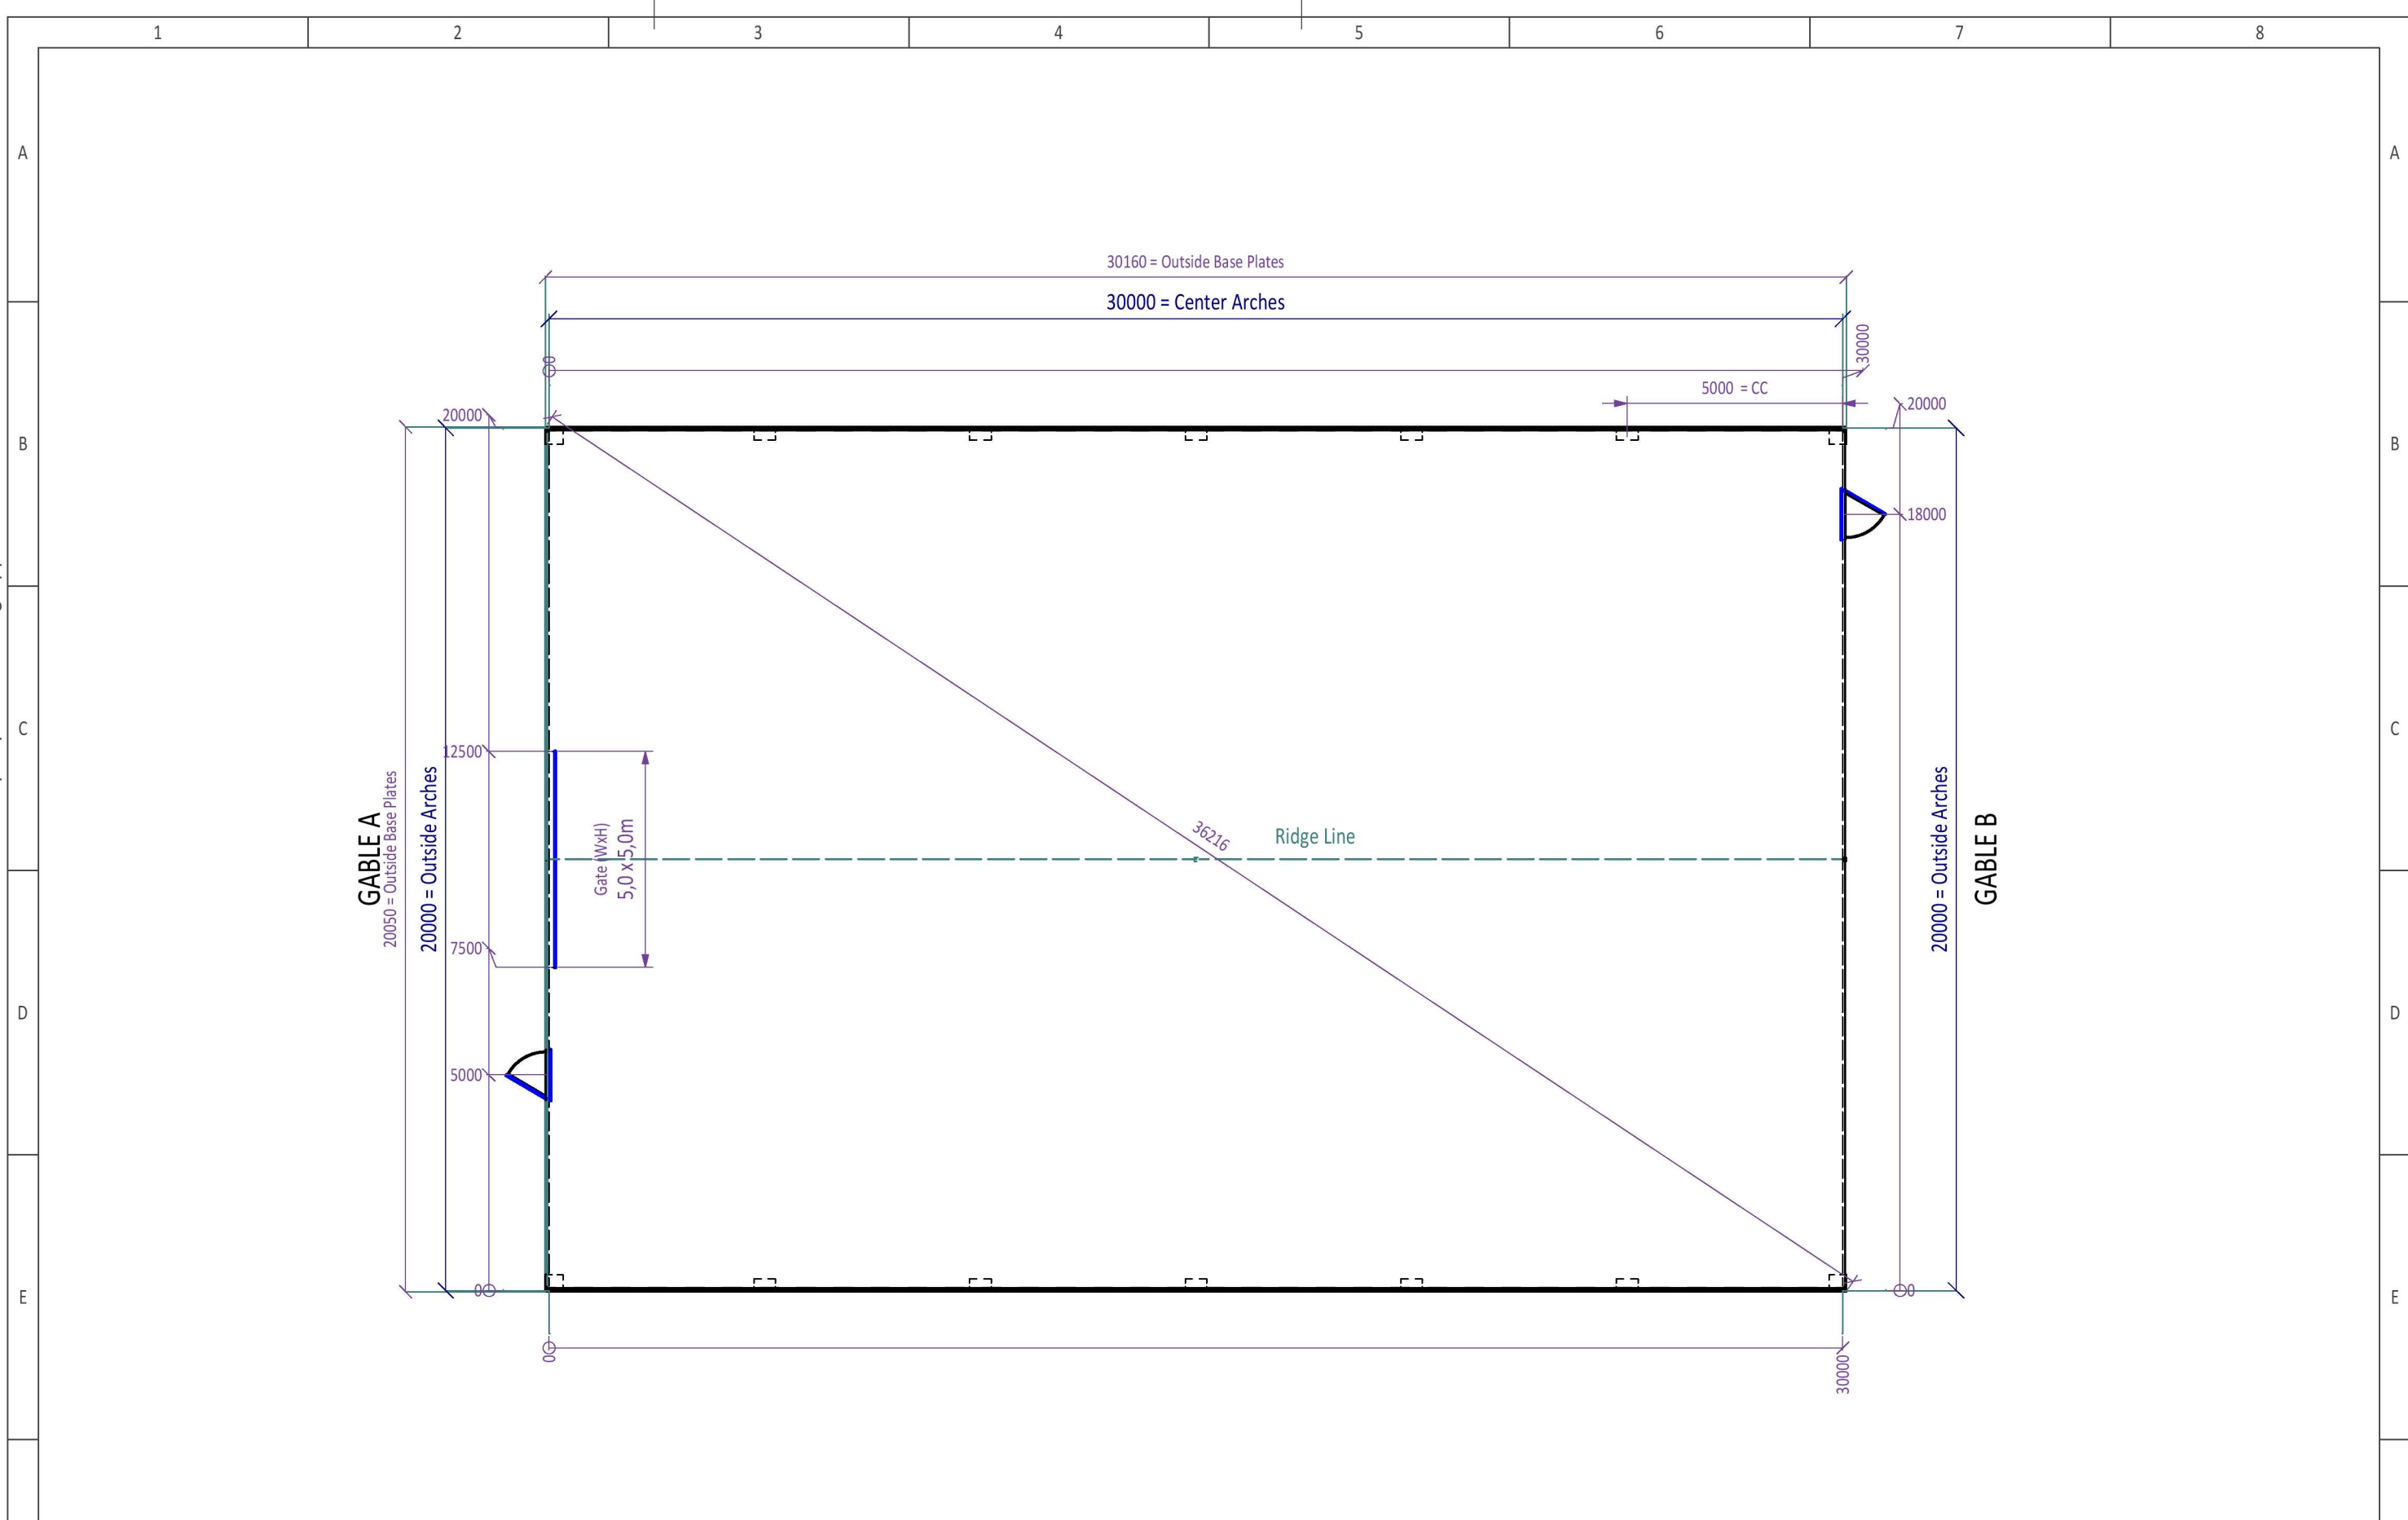 1 2 3 4 5 6 7 8
A A
30160 = Outside Base Plates
30000 = Center Arches
0 30000
5000 = CC
20000 20000
B B
18000
C C
12500
GABLE A
20050 = Outside Base Plates
20000 = Outside Arches
Gate (WxH)
5,0 x 5,0m
36216
Ridge Line
20000 = Outside Arches
GABLE B
7500
D D
5000
0 0
E E
0 30000